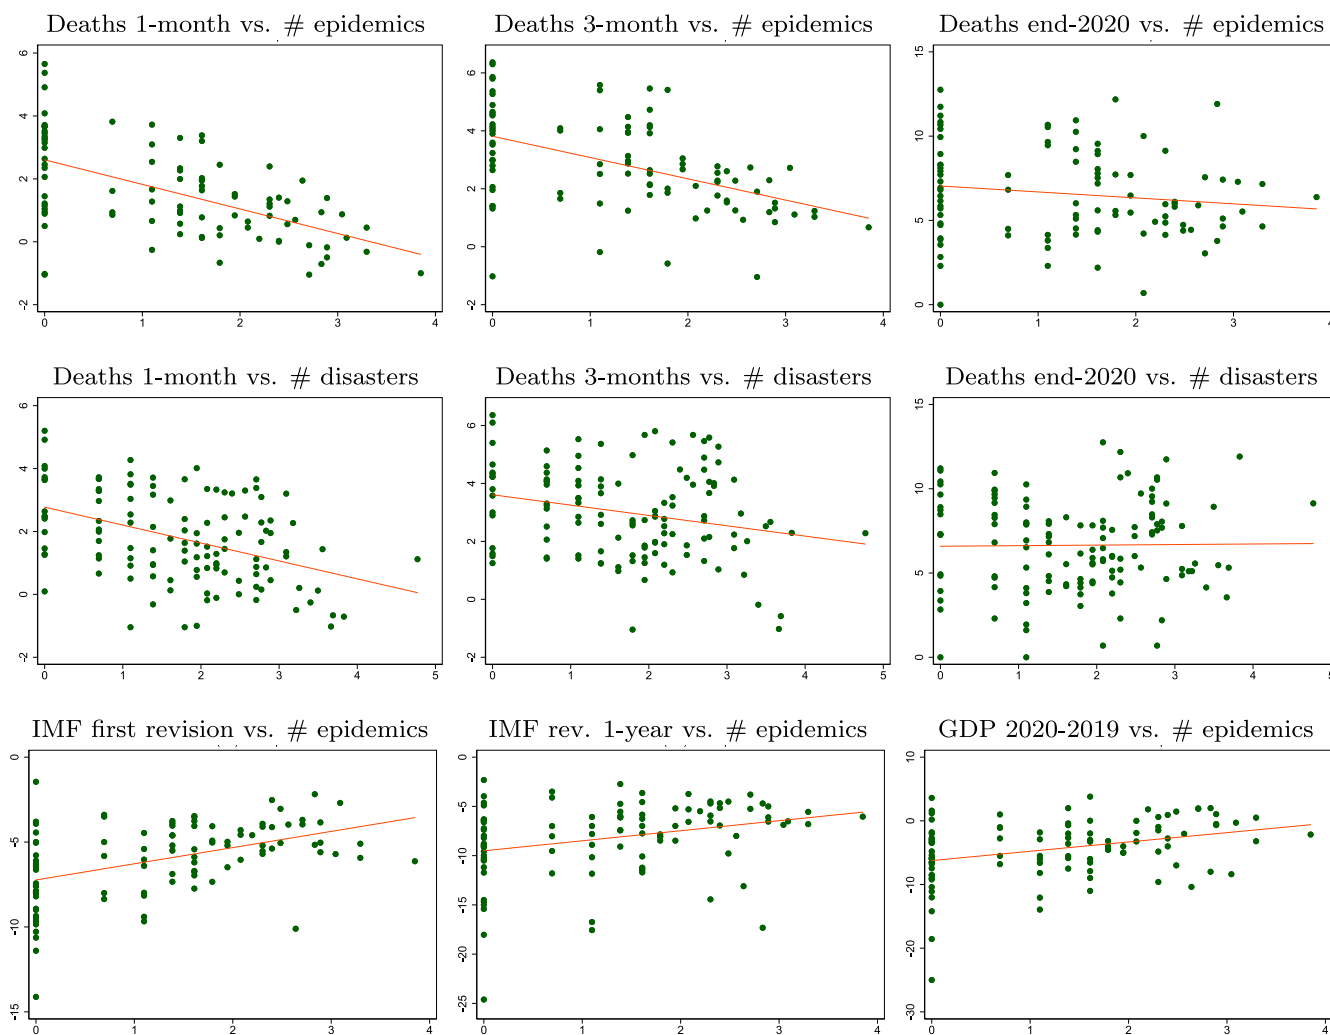 Deaths 1-month vs. # epidemics
Deaths 3-month vs. # epidemics
Deaths end-2020 vs. # epidemics
6
4
2
0
-2
0 1 2 3 4
6
4
2
0
-2
0 1 2 3 4
15
10
5
0
0 1 2 3 4
Deaths 1-month vs. # disasters
Deaths 3-months vs. # disasters
Deaths end-2020 vs. # disasters
6
4
2
0
-2
0 1 2 3 4 5
6
4
2
0
-2
0 1 2 3 4 5
15
10
5
0
0 1 2 3 4 5
IMF first revision vs. # epidemics
IMF rev. 1-year vs. # epidemics
GDP 2020-2019 vs. # epidemics
0
-5
-10
-15
0 1 2 3 4
0
-5
-10
-15
-20
-25
0 1 2 3 4
10
0
-10
-20
-30
0 1 2 3 4